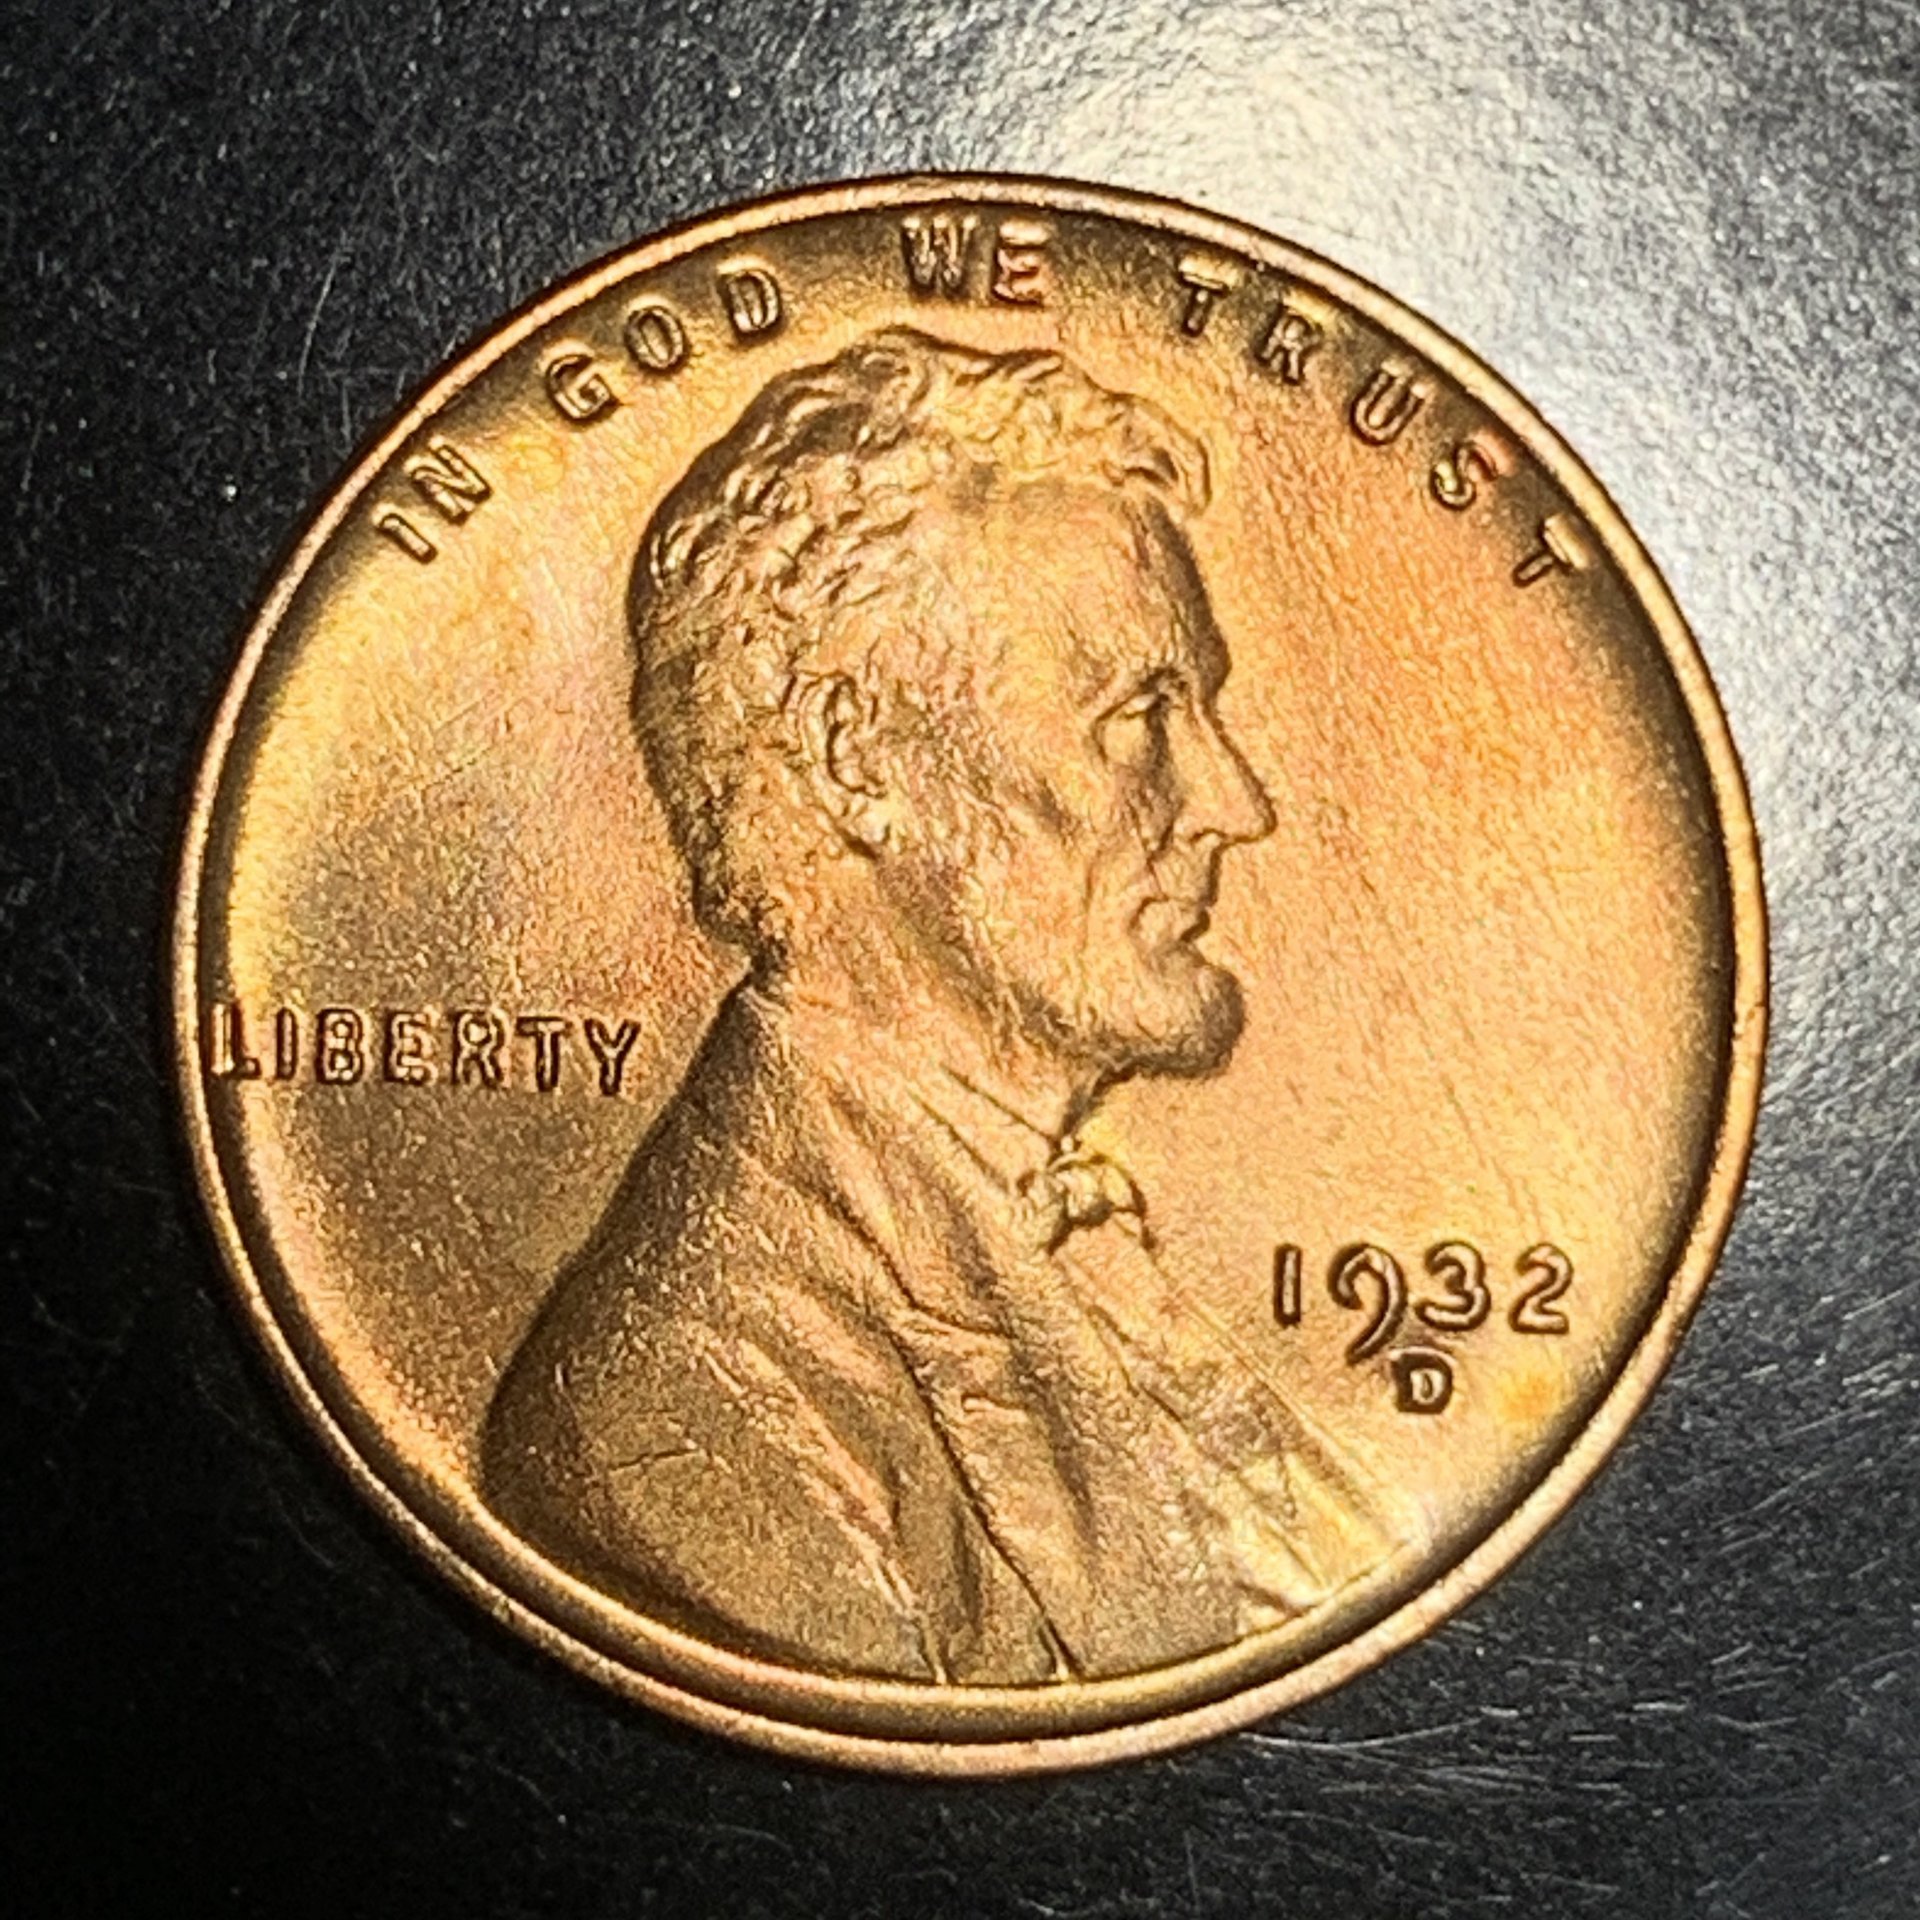 IN GOD WE TRUST
LIBERTY
1932
D